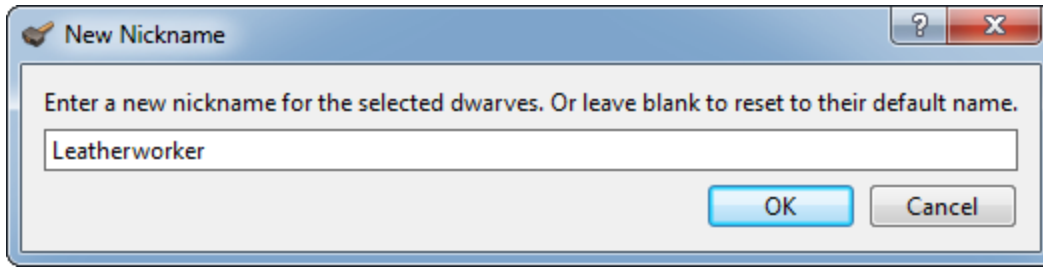 New Nickname
Enter a new nickname for the selected dwarves. Or leave blank to reset to their default name.
Leatherworker
OK Cancel